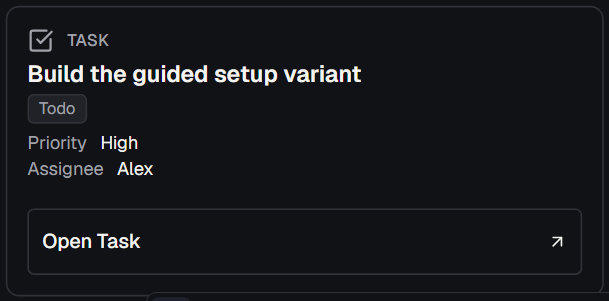 TASK
Build the guided setup variant
Todo
Priority High
Assignee Alex
Open Task